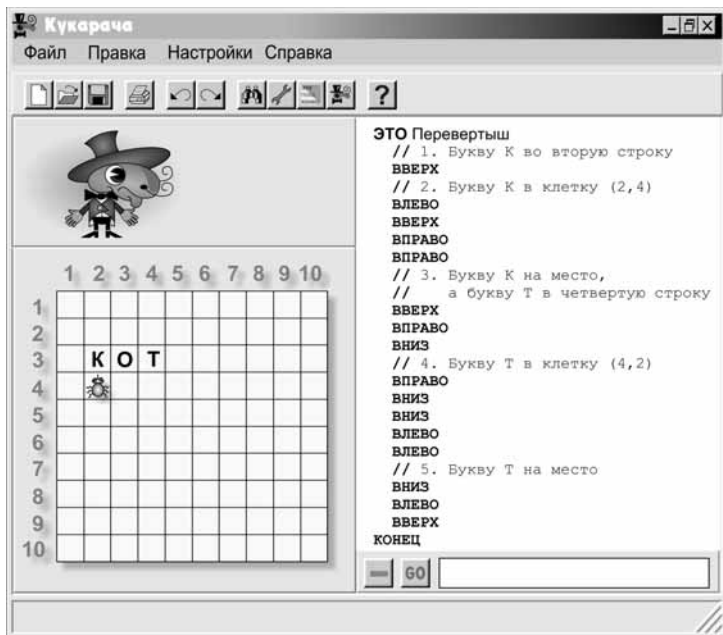 Кукарача
Файл Правка Настройки Справка
?
ЭТО Перевертыш
// 1. Букву К во вторую строку
ВВЕРХ
// 2. Букву К в клетку (2,4)
ВЛЕВО
ВВЕРХ
ВПРАВО
ВПРАВО
// 3. Букву К на место,
// а букву Т в четвертую строку
ВВЕРХ
ВПРАВО
ВНИЗ
// 4. Букву Т в клетку (4,2)
ВПРАВО
ВНИЗ
ВНИЗ
ВЛЕВО
ВЛЕВО
// 5. Букву Т на место
ВНИЗ
ВЛЕВО
ВВЕРХ
КОНЕЦ
1 2 3 4 5 6 7 8 9 10
1
2
3 К О Т
4
5
6
7
8
9
10
GO